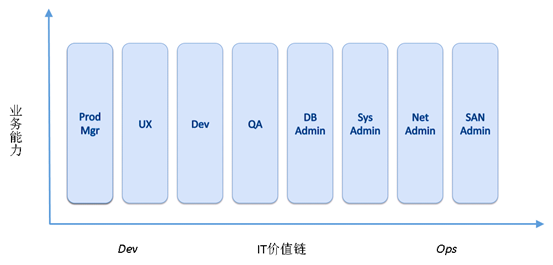 业务能力
Prod
Mgr
UX
Dev
QA
DB
Admin
Sys
Admin
Net
Admin
SAN
Admin
Dev
IT价值链
Ops